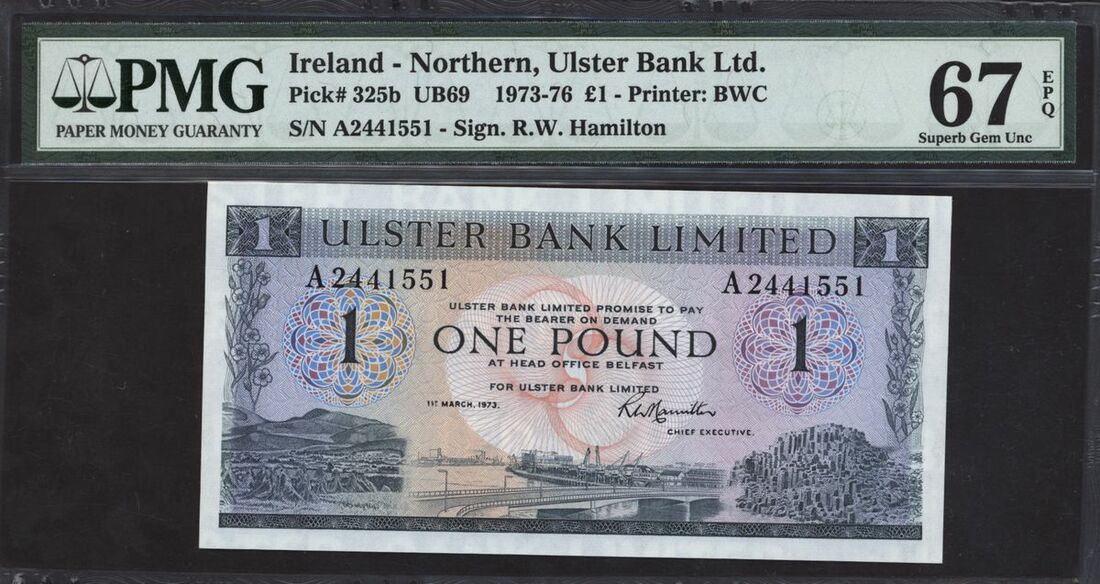 PMG
PAPER MONEY GUARANTY
Ireland - Northern, Ulster Bank Ltd.
Pick# 325b UB69 1973-76 £1 - Printer: BWC
S/N A2441551 - Sign. R.W. Hamilton
67
EPQ
Superb Gem Unc
1 ULSTER BANK LIMITED 1
A2441551 A2441551
ULSTER BANK LIMITED PROMISE TO PAY
THE BEARER ON DEMAND
1 ONE POUND 1
AT HEAD OFFICE BELFAST
FOR ULSTER BANK LIMITED
1ST MARCH, 1973.
RWHamilton
CHIEF EXECUTIVE.